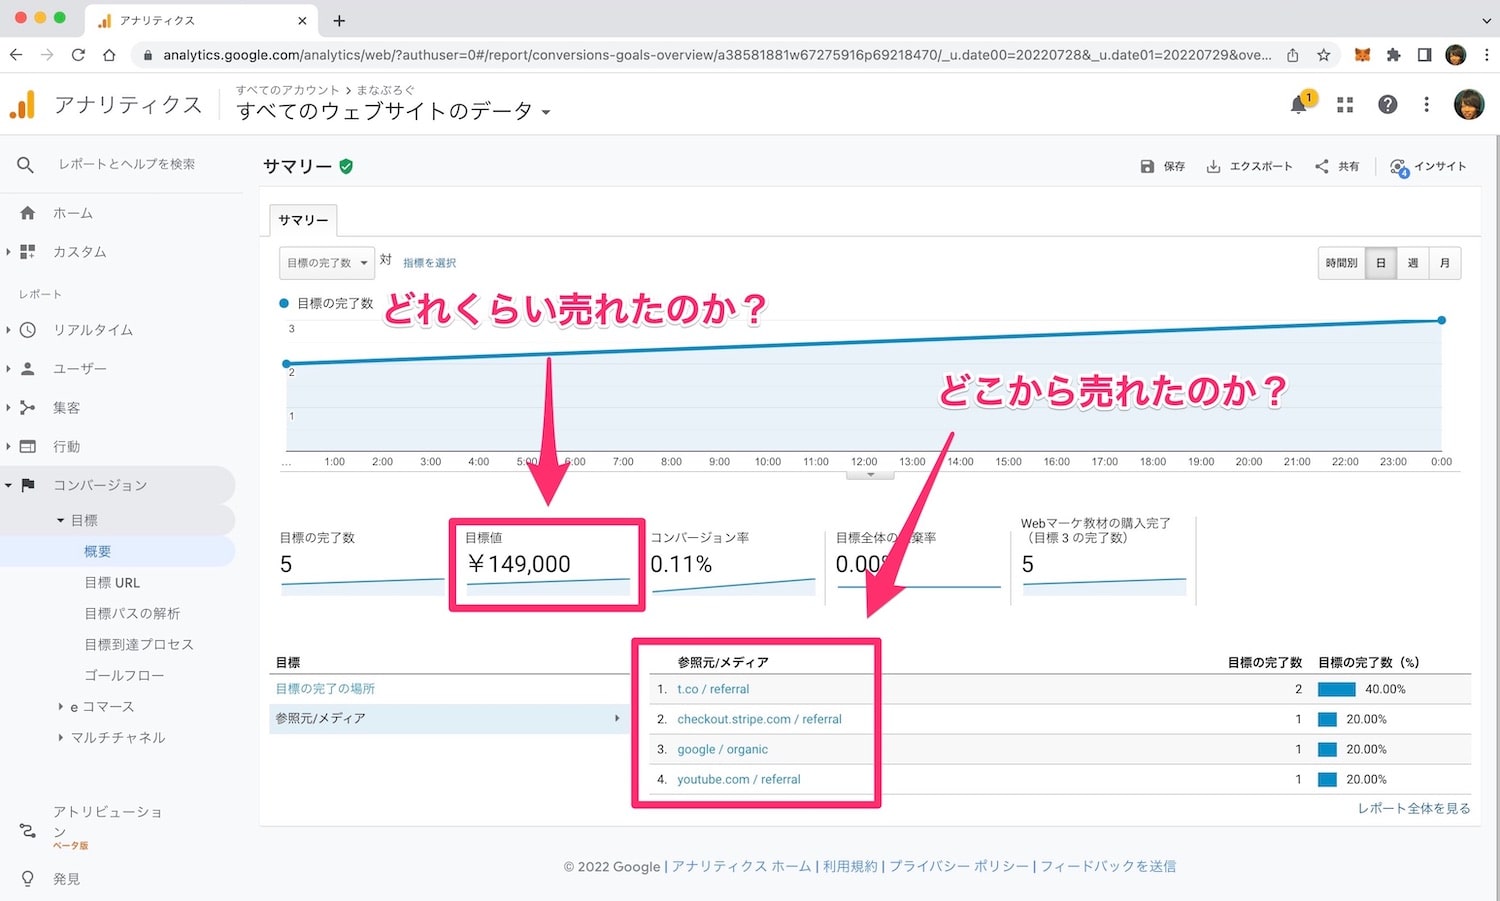 アナリティクス
analytics.google.com/analytics/web/?authuser=0#/report/conversions-goals-overview/a38581881w67275916p69218470/_u.date00=20220728&_u.date01=20220729&ove...
アナリティクス
すべてのアカウント > まなぶろぐ
すべてのウェブサイトのデータ
1
レポートとヘルプを検索
サマリー
保存
エクスポート
共有
4
インサイト
ホーム
カスタム
レポート
リアルタイム
ユーザー
集客
行動
コンバージョン
目標
概要
目標 URL
目標パスの解析
目標到達プロセス
ゴールフロー
e コマース
マルチチャネル
アトリビューション
ベータ版
発見
サマリー
目標の完了数
対
指標を選択
時間別 日 週 月
目標の完了数
どれくらい売れたのか？
どこから売れたのか？
3
2
1
... 1:00 2:00 3:00 4:00 5:00 6:00 7:00 8:00 9:00 10:00 11:00 12:00 13:00 14:00 15:00 16:00 17:00 18:00 19:00 20:00 21:00 22:00 23:00 0:00
目標の完了数
5
目標値
￥149,000
コンバージョン率
0.11%
目標全体の 棄率
0.00%
Webマーケ教材の購入完了
（目標 3 の完了数）
5
目標
目標の完了の場所
参照元/メディア
参照元/メディア 目標の完了数 目標の完了数（%）
1. t.co / referral 2 40.00%
2. checkout.stripe.com / referral 1 20.00%
3. google / organic 1 20.00%
4. youtube.com / referral 1 20.00%
レポート全体を見る
© 2022 Google | アナリティクス ホーム | 利用規約 | プライバシー ポリシー | フィードバックを送信